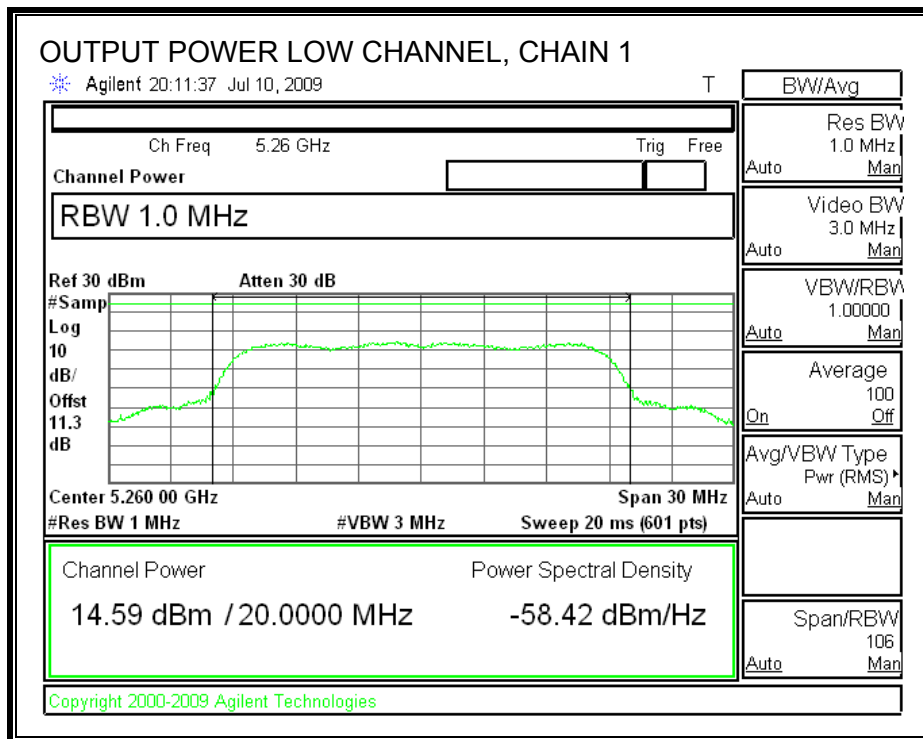 OUTPUT POWER LOW CHANNEL, CHAIN 1
Agilent 20:11:37 Jul 10, 2009
T
Ch Freq 5.26 GHz
Trig Free
Channel Power
RBW 1.0 MHz
Ref 30 dBm
Atten 30 dB
#Samp
Log
10
dB/
Offst
11.3
dB
Center 5.260 00 GHz
Span 30 MHz
#Res BW 1 MHz
#VBW 3 MHz
Sweep 20 ms (601 pts)
Channel Power
Power Spectral Density
14.59 dBm / 20.0000 MHz
-58.42 dBm/Hz
Copyright 2000-2009 Agilent Technologies
BW/Avg
Res BW
1.0 MHz
Auto Man
Video BW
3.0 MHz
Auto Man
VBW/RBW
1.00000
Auto Man
Average
100
On Off
Avg/VBW Type
Pwr (RMS)
Auto Man
Span/RBW
106
Auto Man